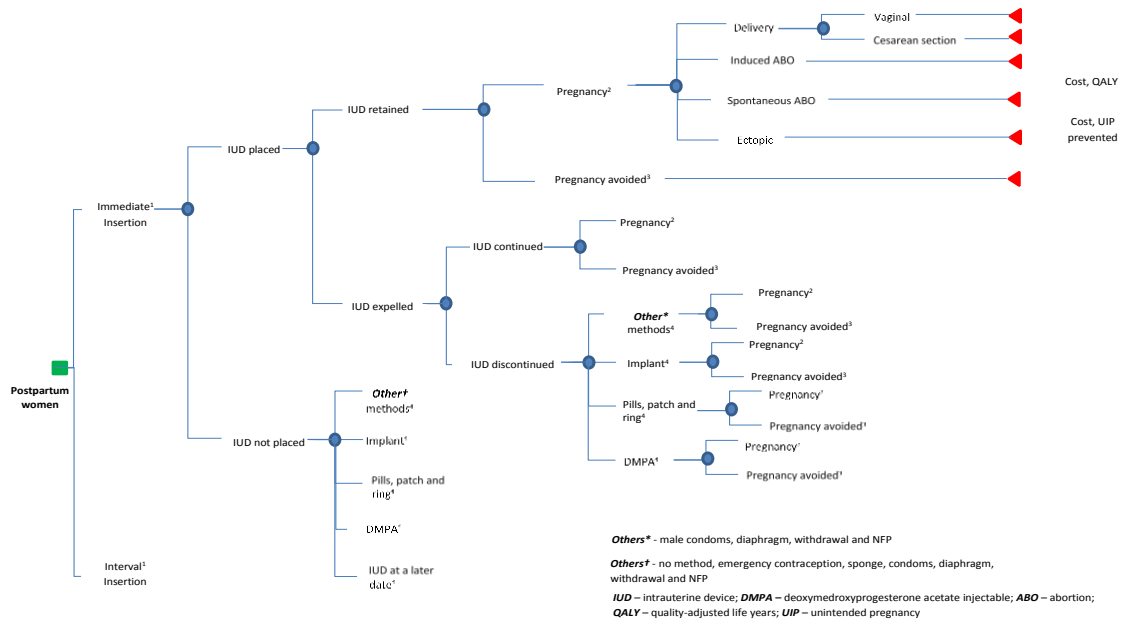 Delivery
Vaginal
Cesarean section
Induced ABO
Pregnancy²
Spontaneous ABO
Ectopic
Cost, QALY
Cost, UIP
prevented
IUD retained
IUD placed
Pregnancy avoided³
Immediate¹
Insertion
Pregnancy²
IUD continued
Pregnancy avoided³
IUD expelled
Other*
methods⁴
Pregnancy²
Pregnancy avoided³
IUD discontinued
Implant⁴
Pregnancy²
Pregnancy avoided³
Pills, patch and
ring⁴
Pregnancy²
Pregnancy avoided³
DMPA⁴
Pregnancy²
Pregnancy avoided³
Postpartum
women
IUD not placed
Other†
methods⁴
Implant⁴
Pills, patch and
ring⁴
DMPA⁴
IUD at a later
date⁴
Interval¹
Insertion
Others* - male condoms, diaphragm, withdrawal and NFP
Others† - no method, emergency contraception, sponge, condoms, diaphragm,
withdrawal and NFP
IUD – intrauterine device; DMPA – deoxymedroxyprogesterone acetate injectable; ABO – abortion;
QALY – quality-adjusted life years; UIP – unintended pregnancy